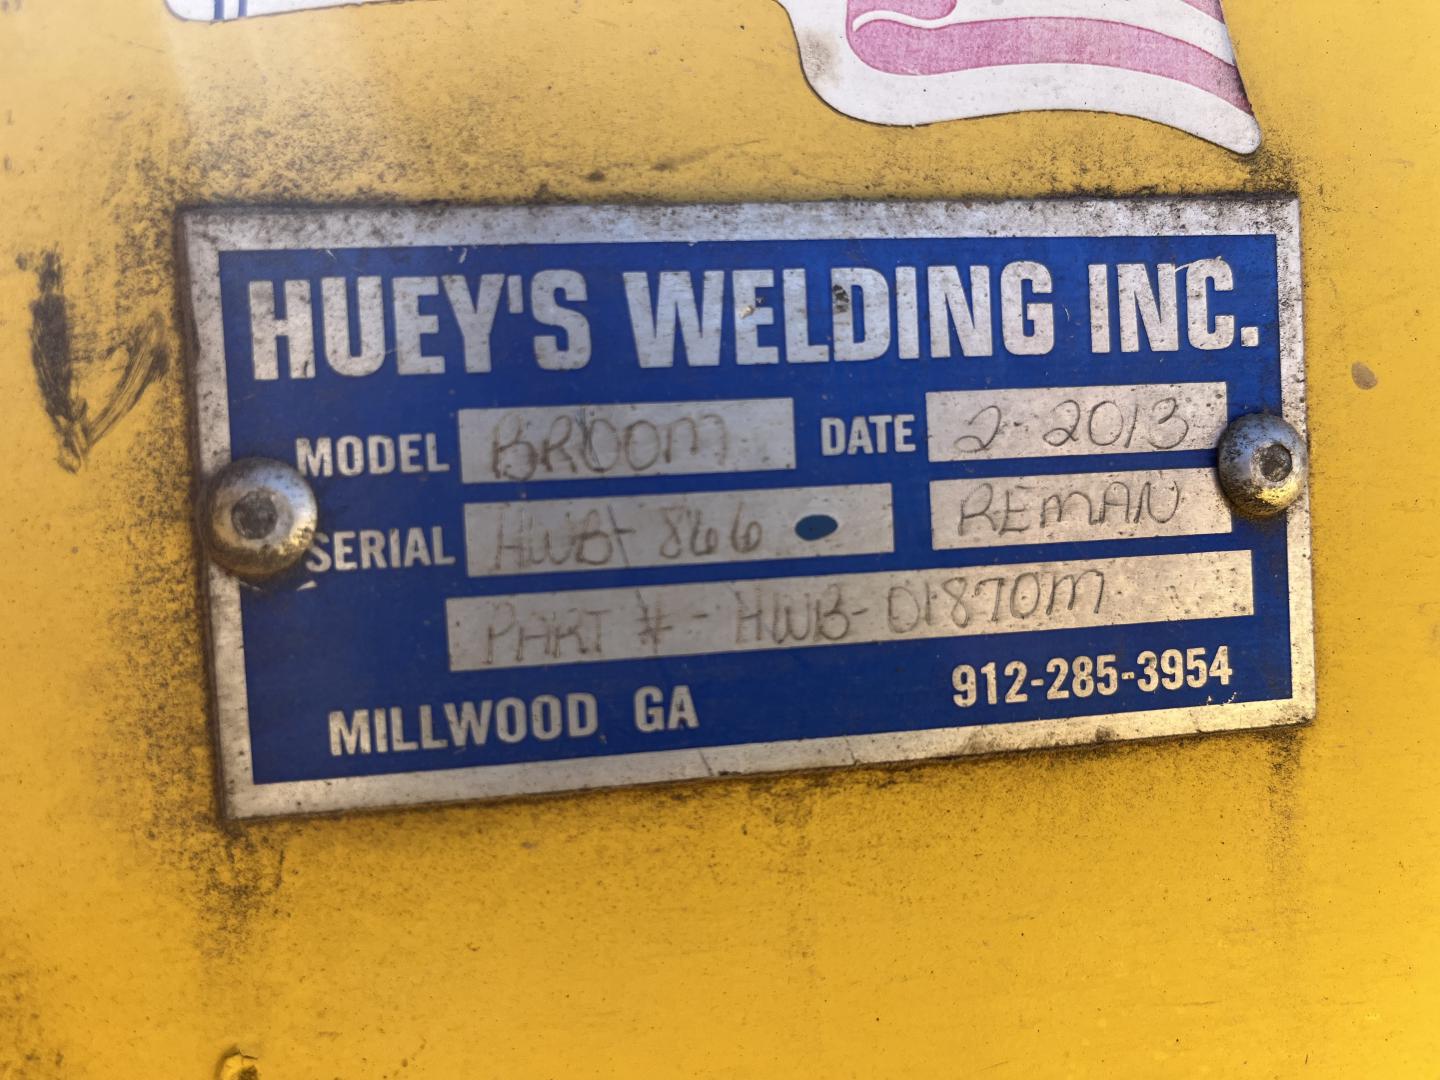 HUEY'S WELDING INC.
MODEL BROOM DATE 2-2013
SERIAL HWB-866 REMAN
PART #- HWB-01870M
MILLWOOD GA 912-285-3954